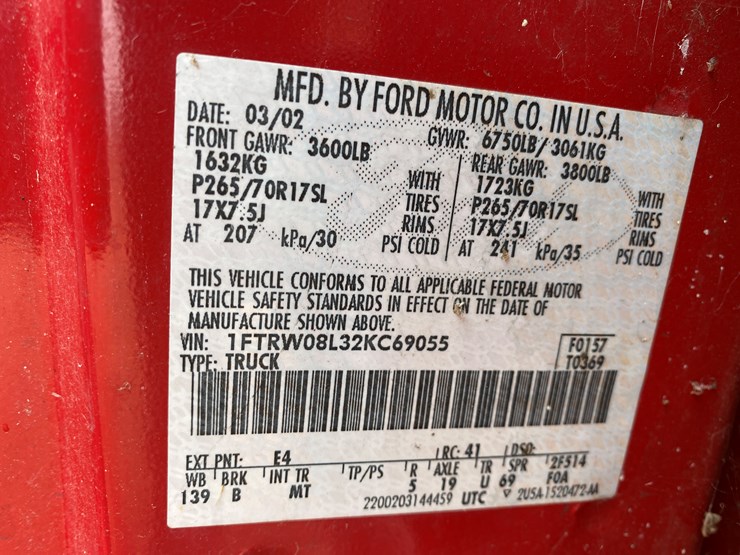 MFD. BY FORD MOTOR CO. IN U.S.A.
DATE: 03/02 GVWR: 6750LB/3061KG
FRONT GAWR: 3600LB REAR GAWR: 3800LB
1632KG WITH 1723KG WITH
P265/70R17SL TIRES P265/70R17SL TIRES
17X7.5J RIMS 17X7.5J RIMS
AT 207 kPa/30 PSI COLD AT 241 kPa/35 PSI COLD
THIS VEHICLE CONFORMS TO ALL APPLICABLE FEDERAL MOTOR
VEHICLE SAFETY STANDARDS IN EFFECT ON THE DATE OF
MANUFACTURE SHOWN ABOVE.
VIN: 1FTRW08L32KC69055 F0157
TYPE: TRUCK T0369
EXT PNT: E4 RC: 41 DSO:
WB BRK INT TR TP/PS R AXLE TR SPR 2F514
139 B MT 5 19 U 69 FOA
2200203144459 UTC 2U5A-1520472-AA